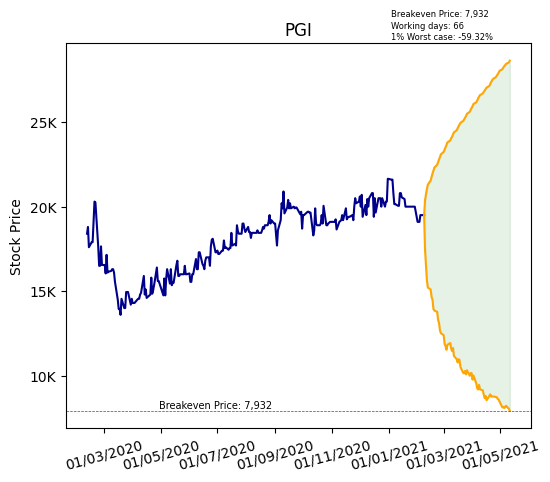 Breakeven Price: 7,932
Working days: 66
1% Worst case: -59.32%
PGI
Stock Price
25K
20K
15K
10K
Breakeven Price: 7,932
01/03/2020
01/05/2020
01/07/2020
01/09/2020
01/11/2020
01/01/2021
01/03/2021
01/05/2021